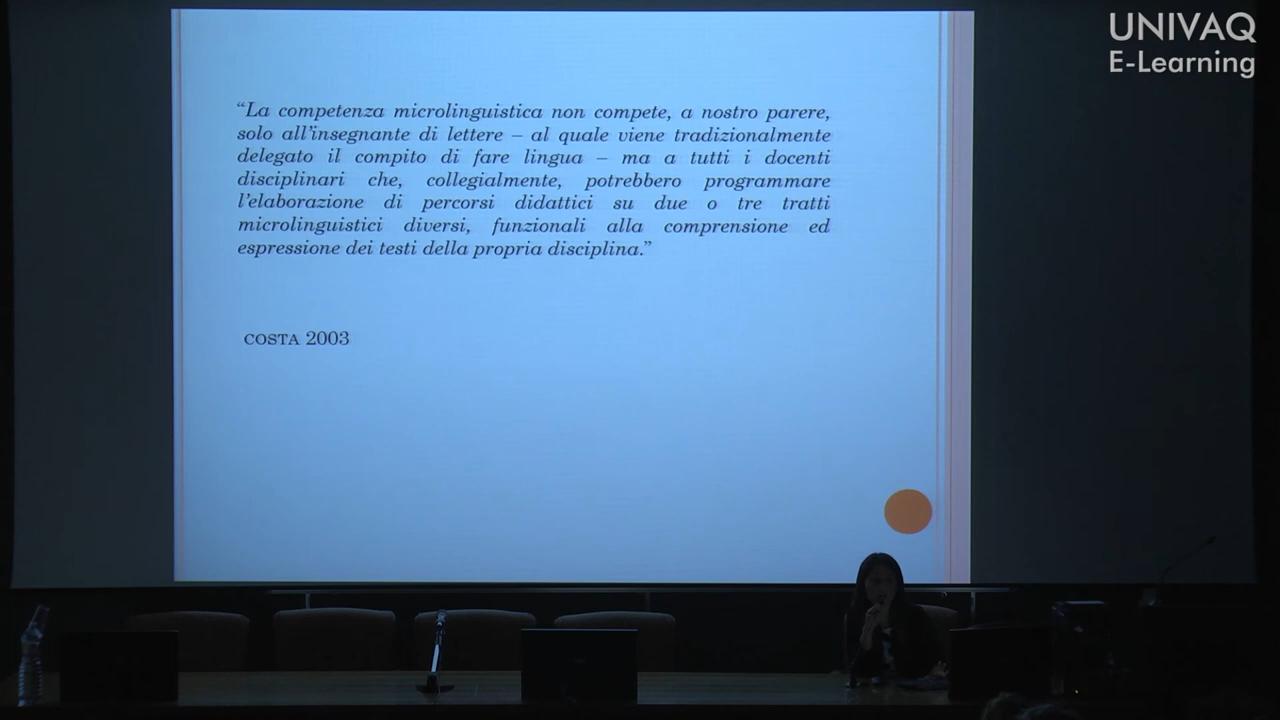 UNIVAQ
E-Learning
“La competenza microlinguistica non compete, a nostro parere,
solo all’insegnante di lettere – al quale viene tradizionalmente
delegato il compito di fare lingua – ma a tutti i docenti
disciplinari che, collegialmente, potrebbero programmare
l’elaborazione di percorsi didattici su due o tre tratti
microlinguistici diversi, funzionali alla comprensione ed
espressione dei testi della propria disciplina.”
COSTA 2003